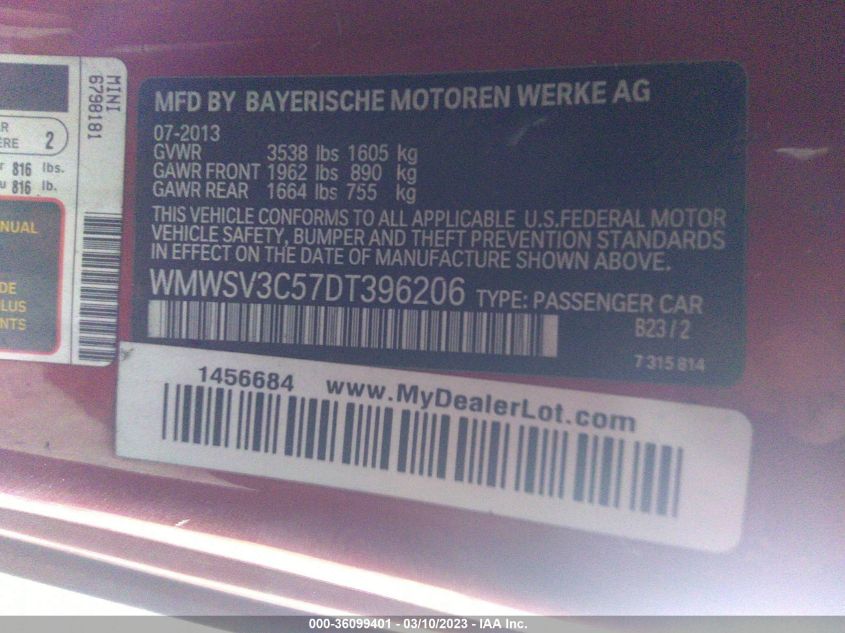 MINI
6798181
2
816 lbs.
816 lb.
MFD BY BAYERISCHE MOTOREN WERKE AG
07-2013
GVWR 3538 lbs 1605 kg
GAWR FRONT 1962 lbs 890 kg
GAWR REAR 1664 lbs 755 kg
THIS VEHICLE CONFORMS TO ALL APPLICABLE U.S.FEDERAL MOTOR
VEHICLE SAFETY, BUMPER AND THEFT PREVENTION STANDARDS
IN EFFECT ON THE DATE OF MANUFACTURE SHOWN ABOVE.
WMWSV3C57DT396206 TYPE: PASSENGER CAR
B23/2
7315814
1456684 www.MyDealerLot.com
000-36099401 - 03/10/2023 - IAA Inc.